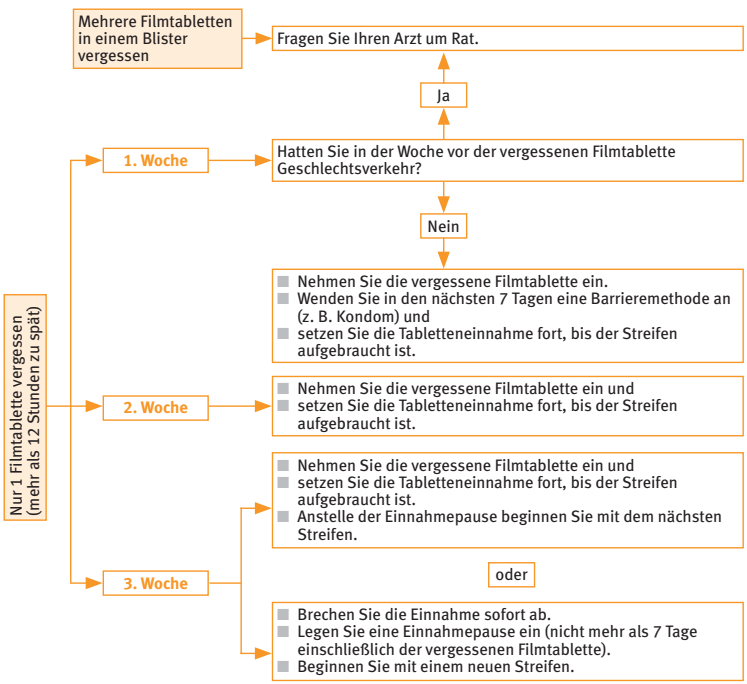 Mehrere Filmtabletten
in einem Blister
vergessen
Fragen Sie Ihren Arzt um Rat.
Ja
1. Woche
Hatten Sie in der Woche vor der vergessenen Filmtablette
Geschlechtsverkehr?
Nein
■ Nehmen Sie die vergessene Filmtablette ein.
■ Wenden Sie in den nächsten 7 Tagen eine Barrieremethode an
(z. B. Kondom) und
■ setzen Sie die Tabletteneinnahme fort, bis der Streifen
aufgebraucht ist.
Nur 1 Filmtablette vergessen
(mehr als 12 Stunden zu spät)
2. Woche
■ Nehmen Sie die vergessene Filmtablette ein und
■ setzen Sie die Tabletteneinnahme fort, bis der Streifen
aufgebraucht ist.
3. Woche
■ Nehmen Sie die vergessene Filmtablette ein und
■ setzen Sie die Tabletteneinnahme fort, bis der Streifen
aufgebraucht ist.
■ Anstelle der Einnahmepause beginnen Sie mit dem nächsten
Streifen.
oder
■ Brechen Sie die Einnahme sofort ab.
■ Legen Sie eine Einnahmepause ein (nicht mehr als 7 Tage
einschließlich der vergessenen Filmtablette).
■ Beginnen Sie mit einem neuen Streifen.